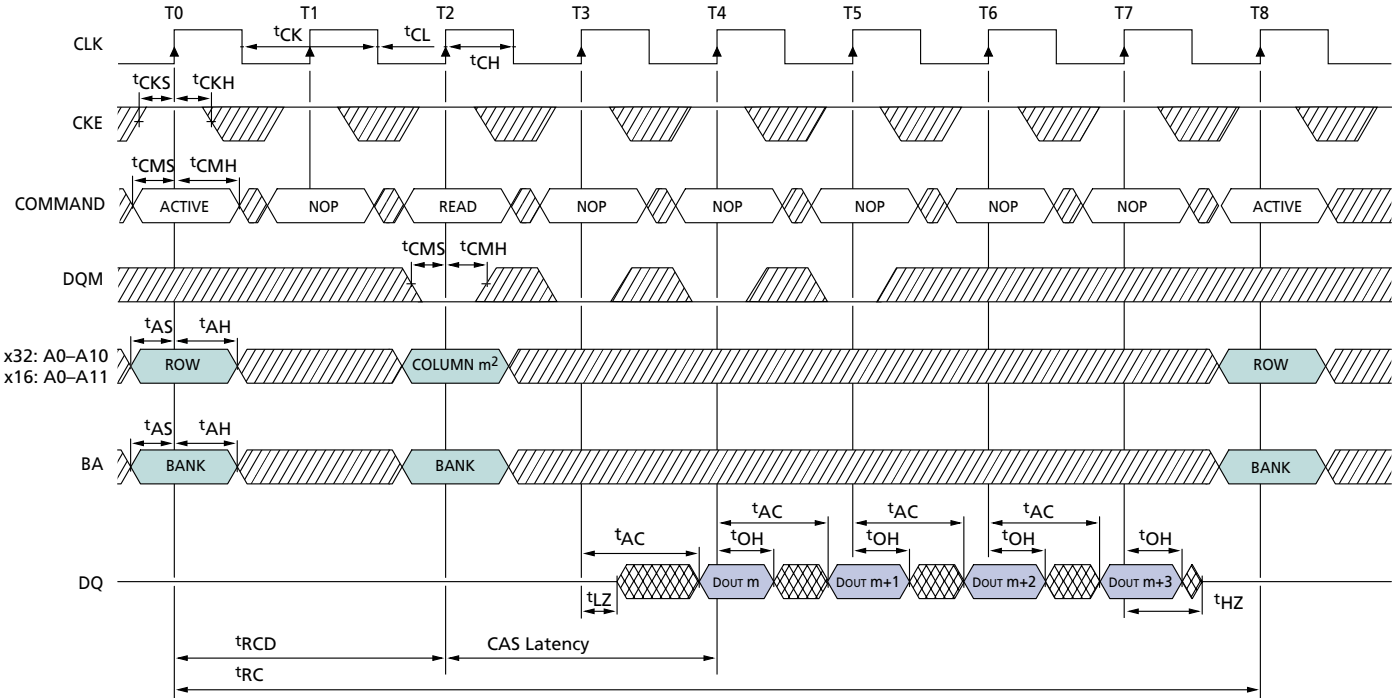 T0 T1 T2 T3 T4 T5 T6 T7 T8
CLK
tCK tCL
tCH
tCKS tCKH
CKE
tCMS tCMH
COMMAND ACTIVE NOP READ NOP NOP NOP NOP NOP ACTIVE
tCMS tCMH
DQM
tAS tAH
x32: A0–A10
x16: A0–A11
ROW COLUMN m2 ROW
tAS tAH
BA BANK BANK BANK
tAC tAC tAC
tAC tOH tOH tOH tOH
DQ DOUT m DOUT m+1 DOUT m+2 DOUT m+3
tLZ tHZ
tRCD CAS Latency
tRC